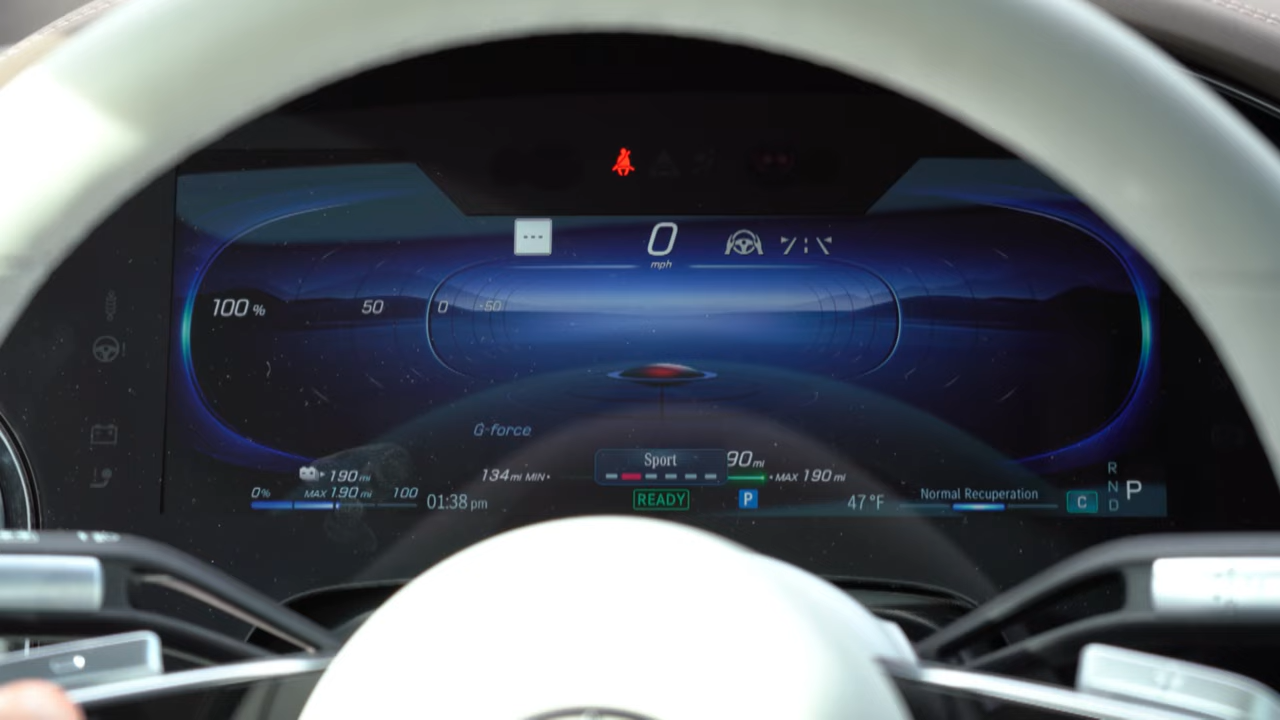 0
mph
100 %
50
0
-50
G-force
190 mi
134 mi MIN
Sport
90 mi
MAX 190 mi
0%
MAX 190 mi
100
01:38 pm
READY
P
47 °F
Normal Recuperation
C
R
N
D
P